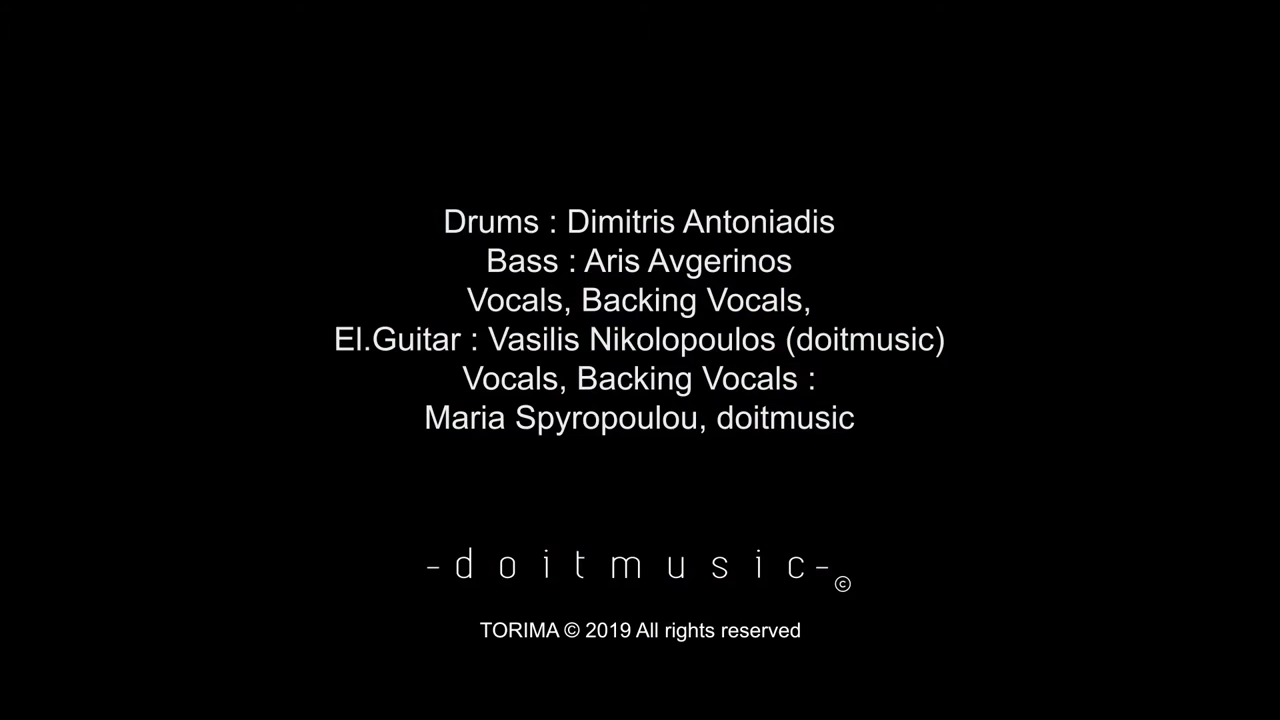 Drums : Dimitris Antoniadis
Bass : Aris Avgerinos
Vocals, Backing Vocals,
El.Guitar : Vasilis Nikolopoulos (doitmusic)
Vocals, Backing Vocals :
Maria Spyropoulou, doitmusic
-doitmusic-©
TORIMA © 2019 All rights reserved